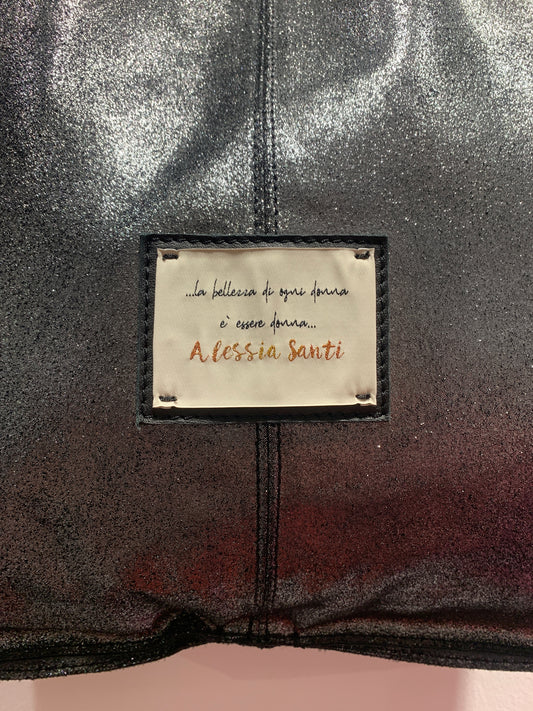 ...la bellezza di ogni donna
e` essere donna...
Alessia Santi